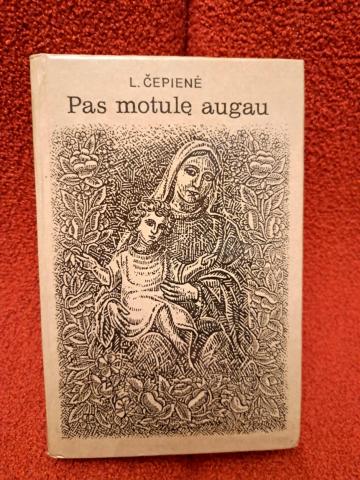 L. ČEPIENĖ
Pas motulę augau